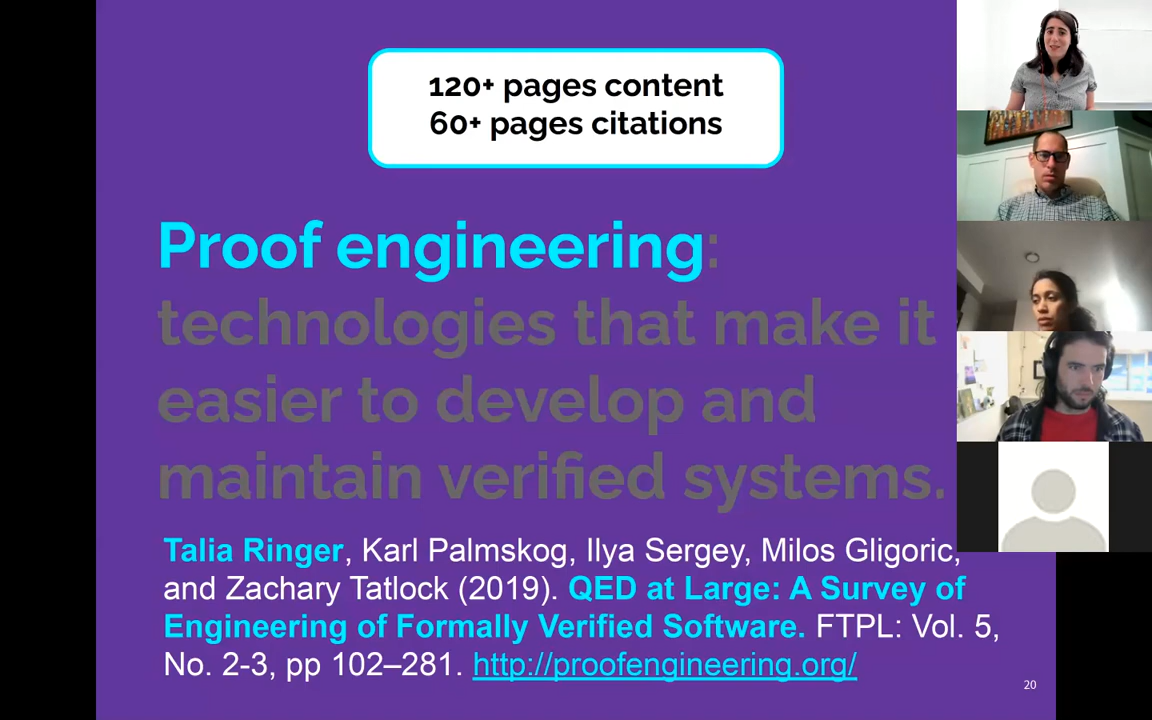 120+ pages content
60+ pages citations
Proof engineering:
technologies that make it
easier to develop and
maintain verified systems.
Talia Ringer, Karl Palmskog, Ilya Sergey, Milos Gligoric,
and Zachary Tatlock (2019). QED at Large: A Survey of
Engineering of Formally Verified Software. FTPL: Vol. 5,
No. 2-3, pp 102–281. http://proofengineering.org/
20